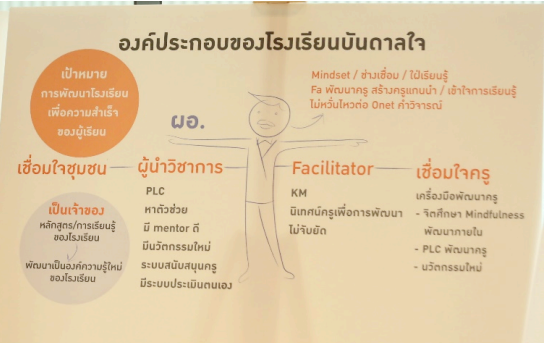 องค์ประกอบของโรงเรียนบันดาลใจ
เป้าหมาย
การพัฒนาโรงเรียน
เพื่อความสำเร็จ
ของผู้เรียน
Mindset / ช่างเชื่อม / ใฝ่เรียนรู้
Fa พัฒนาครู สร้างครูแกนนำ / เข้าใจการเรียนรู้
ไม่หวั่นไหวต่อ Onet คำวิจารณ์
ผอ.
เชื่อมใจชุมชน
เป็นเจ้าของ
หลักสูตร/การเรียนรู้
ของโรงเรียน
พัฒนาเป็นองค์ความรู้ใหม่
ของโรงเรียน
ผู้นำวิชาการ
PLC
หาตัวช่วย
มี mentor ดี
มีนวัตกรรมใหม่
ระบบสนับสนุนครู
มีระบบประเมินตนเอง
Facilitator
KM
นิเทศน์ครูเพื่อการพัฒนา
ไม่จับยัด
เชื่อมใจครู
เครื่องมือพัฒนาครู
- จิตศึกษา Mindfulness
พัฒนาภายใน
- PLC พัฒนาครู
- นวัตกรรมใหม่